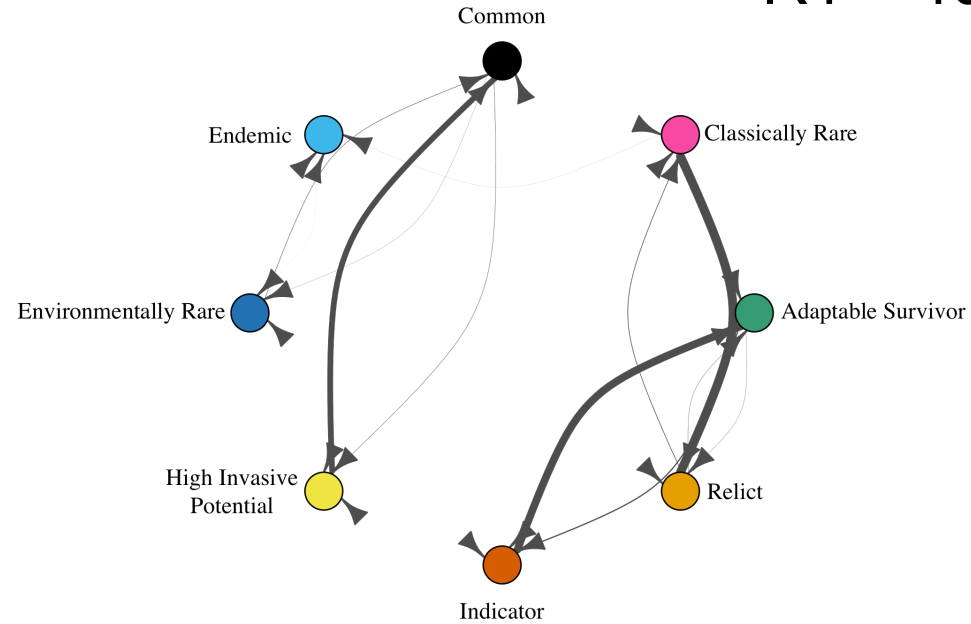 Common
Endemic
Classically Rare
Environmentally Rare
Adaptable Survivor
High Invasive
Potential
Relict
Indicator